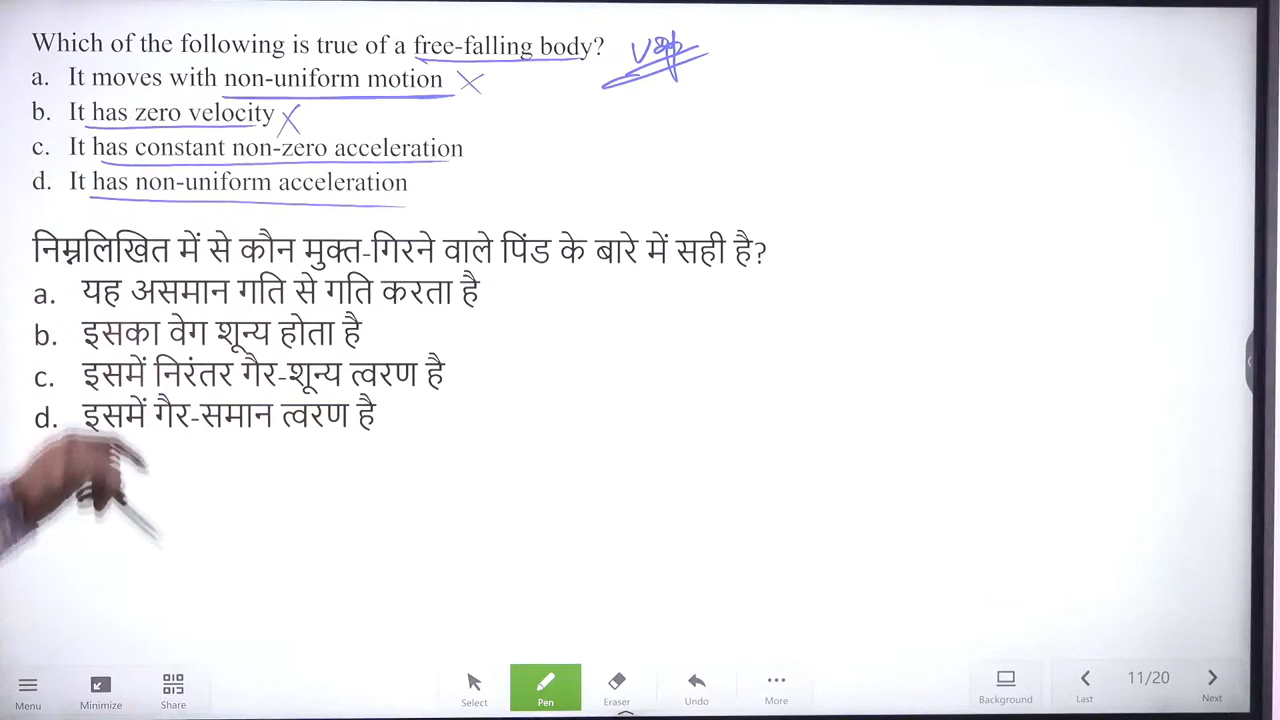 Which of the following is true of a free-falling body?
a. It moves with non-uniform motion
b. It has zero velocity
c. It has constant non-zero acceleration
d. It has non-uniform acceleration
निम्नलिखित में से कौन मुक्त-गिरने वाले पिंड के बारे में सही है?
a. यह असमान गति से गति करता है
b. इसका वेग शून्य होता है
c. इसमें निरंतर गैर-शून्य त्वरण है
d. इसमें गैर-समान त्वरण है
Menu
Minimize
Share
Select
Pen
Eraser
Undo
More
Background
Last
11/20
Next